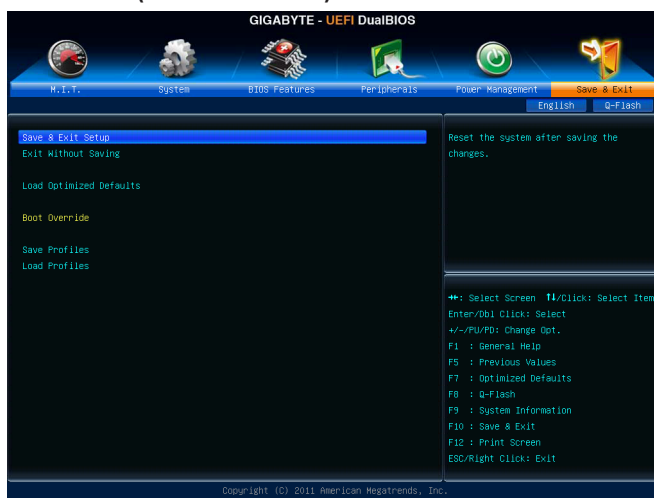 GIGABYTE - UEFI DualBIOS
M.I.T.
System
BIOS Features
Peripherals
Power Management
Save & Exit
English
Q-Flash
Save & Exit Setup
Exit Without Saving
Load Optimized Defaults
Boot Override
Save Profiles
Load Profiles
Reset the system after saving the
changes.
→←: Select Screen ↑↓/Click: Select Item
Enter/Dbl Click: Select
+/-/PU/PD: Change Opt.
F1 : General Help
F5 : Previous Values
F7 : Optimized Defaults
F8 : Q-Flash
F9 : System Information
F10 : Save & Exit
F12 : Print Screen
ESC/Right Click: Exit
Copyright (C) 2011 American Megatrends, Inc.